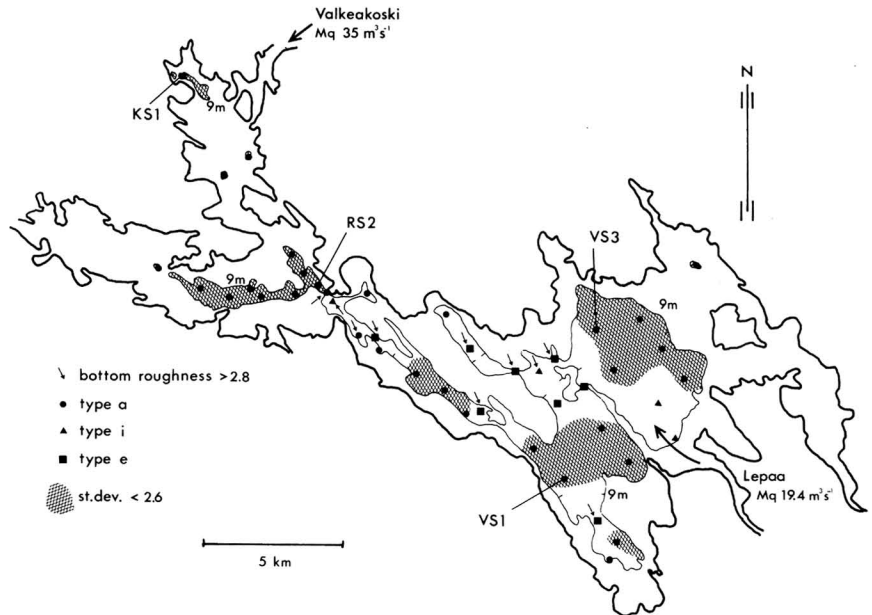 Valkeakoski
Mq 35 m³s⁻¹
N
KS1
9m
RS2
VS3
9m
9m
bottom roughness >2.8
type a
type i
type e
st.dev. < 2.6
Lepaa
Mq 19.4 m³s⁻¹
9m
VS1
5 km